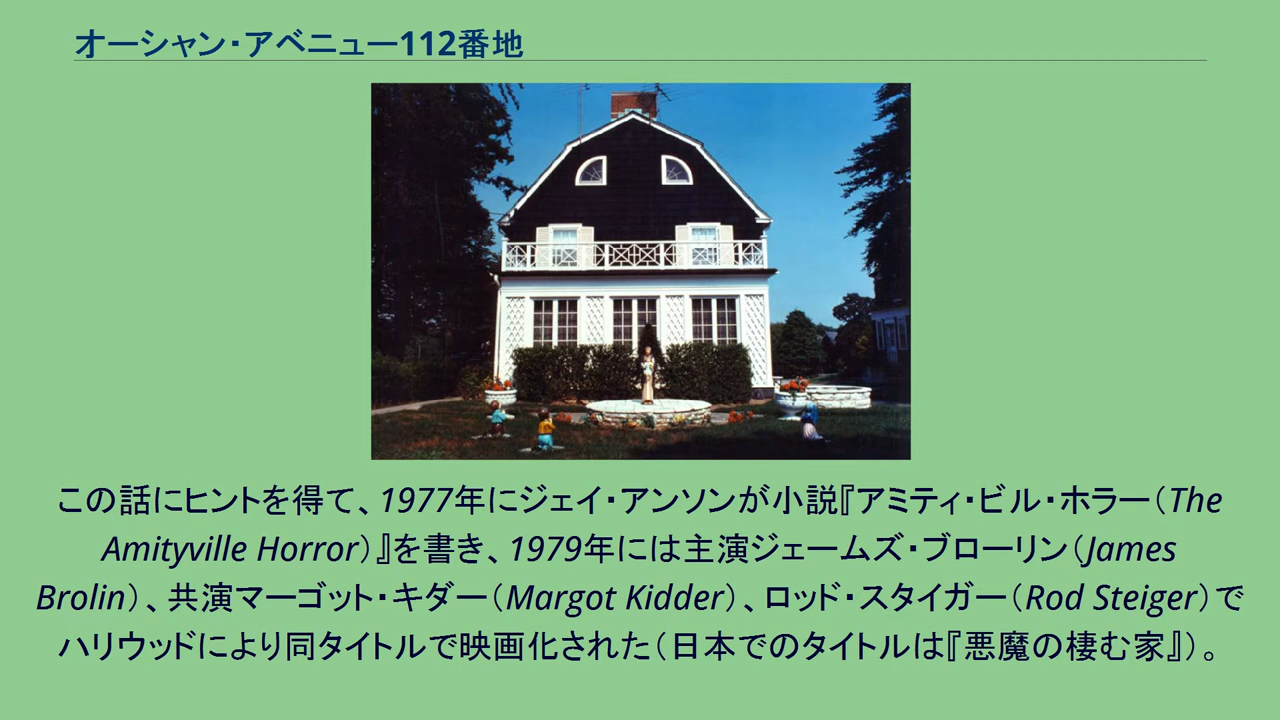 オーシャン・アベニュー112番地
この話にヒントを得て、1977年にジェイ・アンソンが小説『アミティ・ビル・ホラー（The
Amityville Horror）』を書き、1979年には主演ジェームズ・ブローリン（James
Brolin）、共演マーゴット・キダー（Margot Kidder）、ロッド・スタイガー（Rod Steiger）で
ハリウッドにより同タイトルで映画化された（日本でのタイトルは『悪魔の棲む家』）。